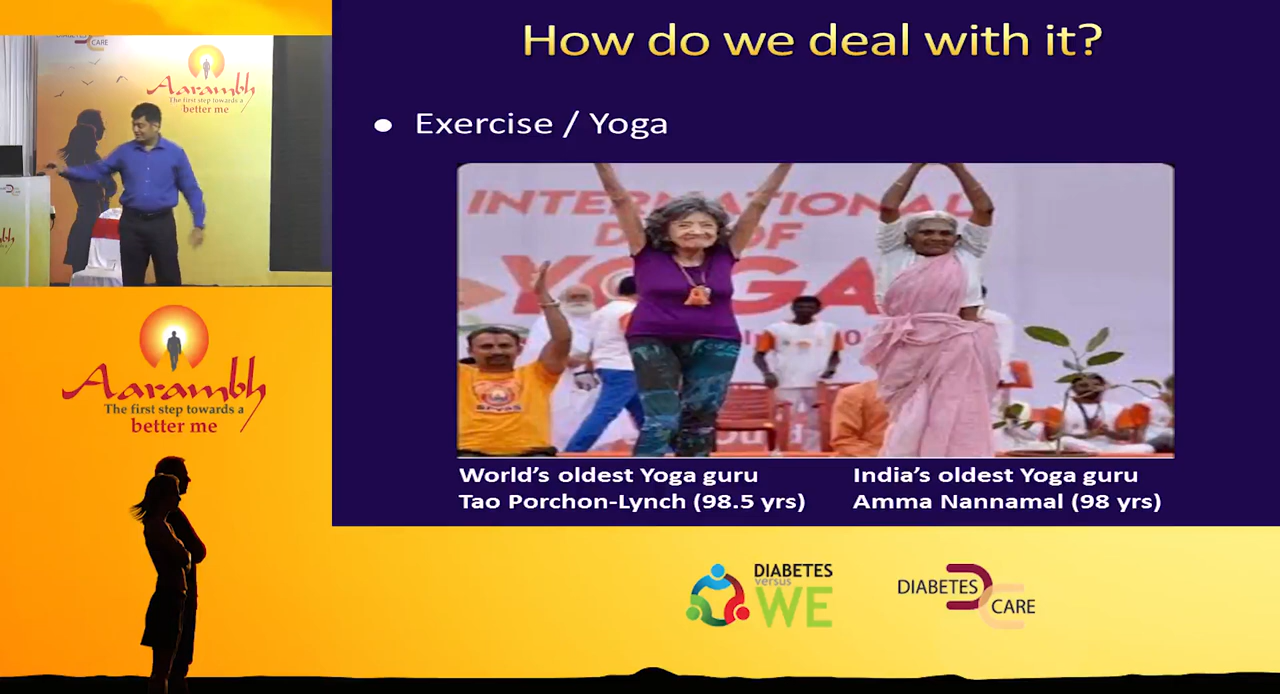 How do we deal with it?
• Exercise / Yoga
INTERNATIONAL
DAY OF
YOGA
SPYSS
World's oldest Yoga guru
Tao Porchon-Lynch (98.5 yrs)
India's oldest Yoga guru
Amma Nannamal (98 yrs)
CARE
Aarambh
The first step towards a
better me
Aarambh
The first step towards a
better me
DIABETES
versus
WE
DIABETES
CARE